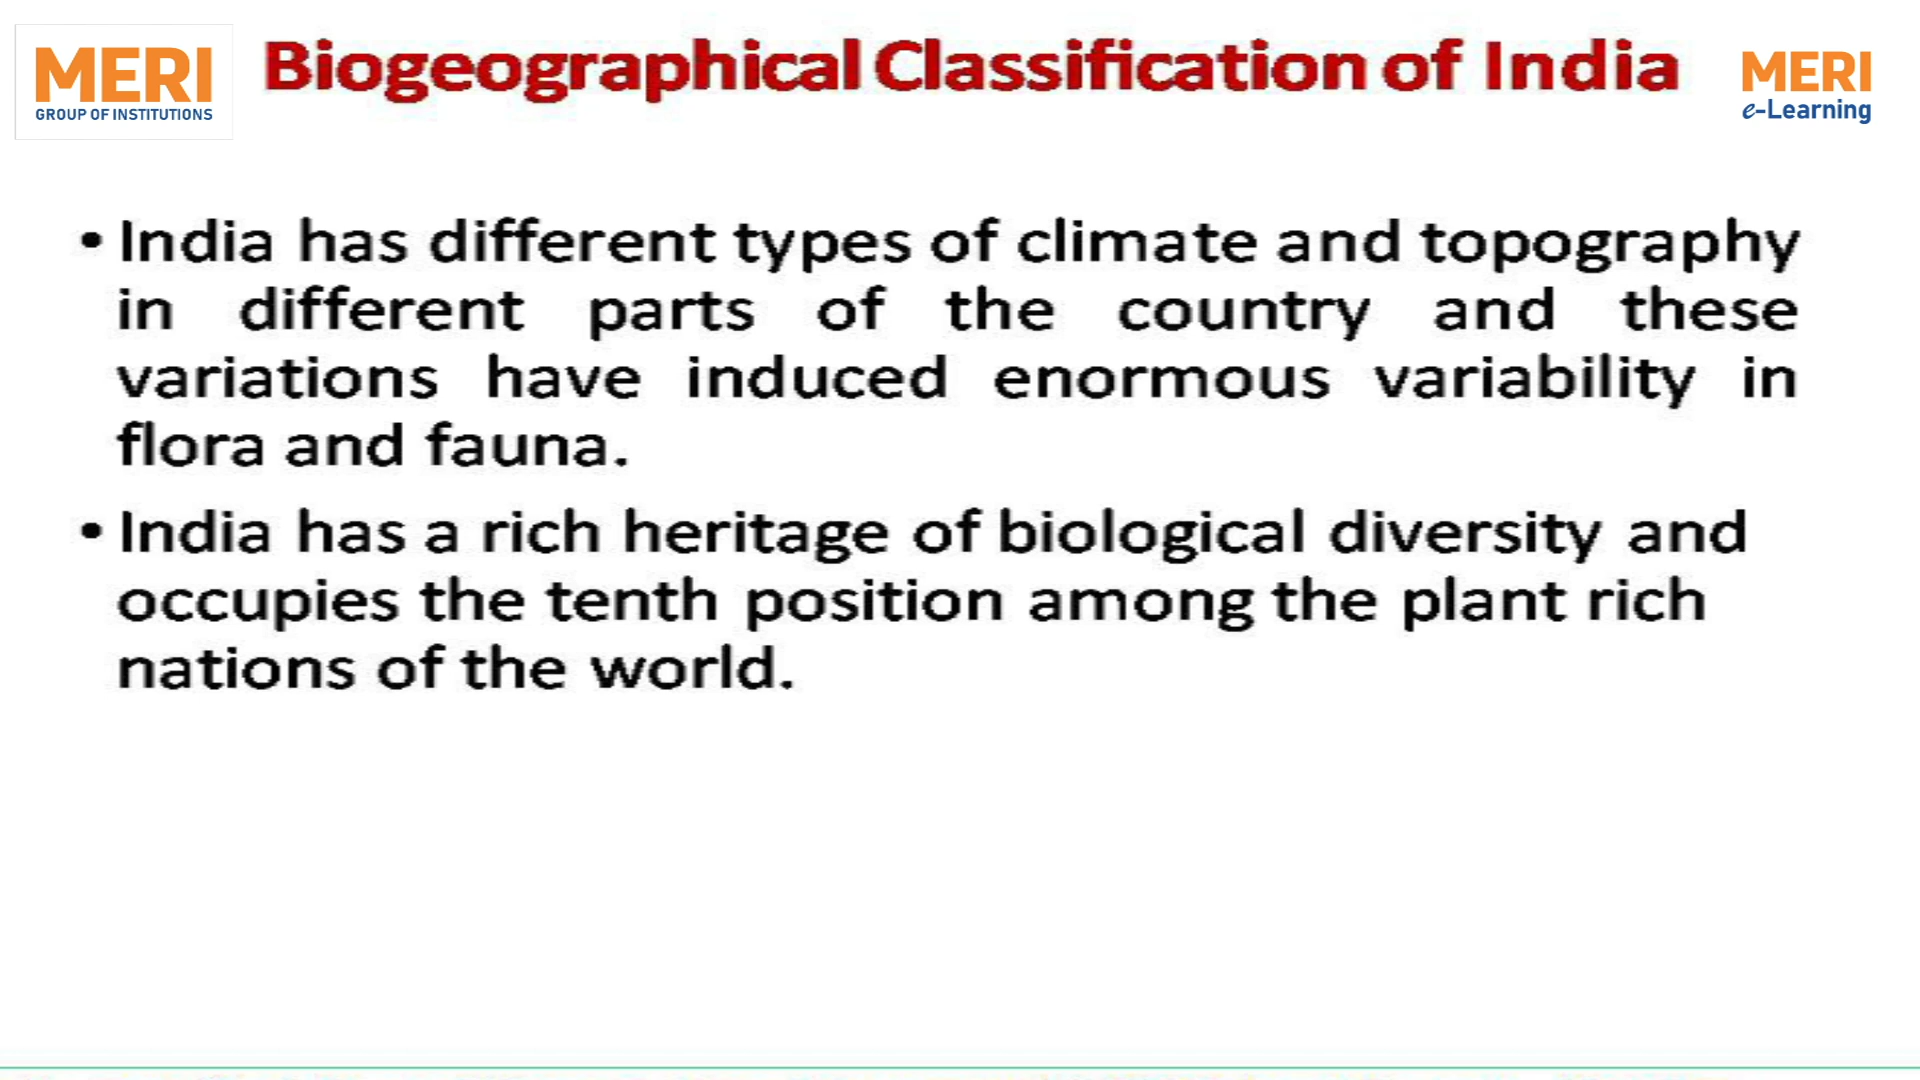 MERI
GROUP OF INSTITUTIONS
Biogeographical Classification of India
MERI
e-Learning
• India has different types of climate and topography
in different parts of the country and these
variations have induced enormous variability in
flora and fauna.
• India has a rich heritage of biological diversity and
occupies the tenth position among the plant rich
nations of the world.